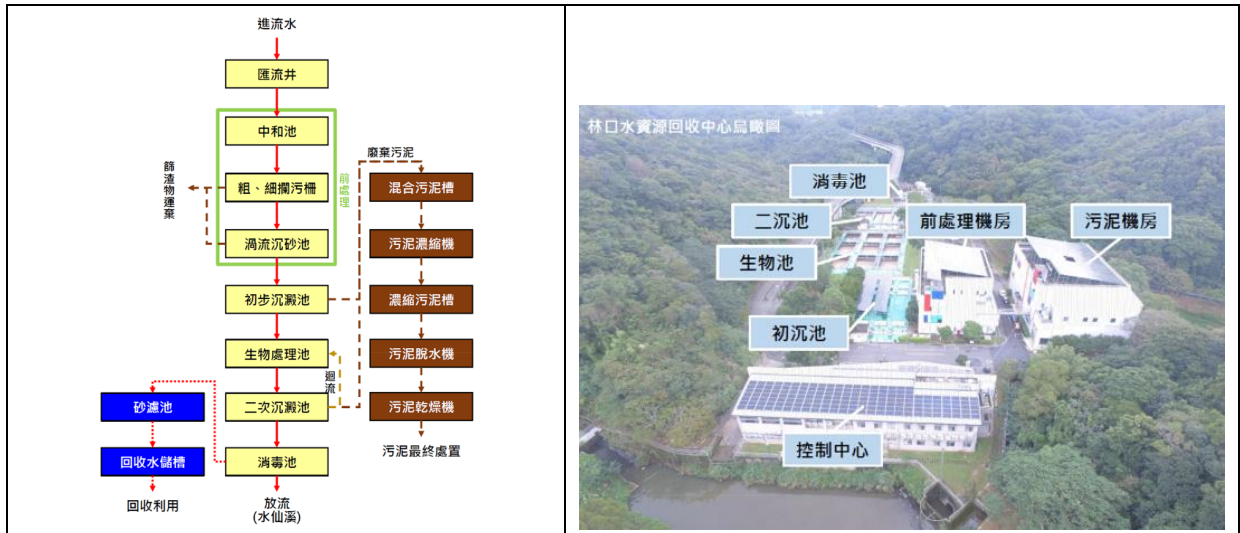 進流水
匯流井
中和池
粗、細攔污柵
渦流沉砂池
前處理
篩渣物運棄
初步沉澱池
生物處理池
迴流
二次沉澱池
消毒池
放流
(水仙溪)
砂濾池
回收水儲槽
回收利用
廢棄污泥
混合污泥槽
污泥濃縮機
濃縮污泥槽
污泥脫水機
污泥乾燥機
污泥最終處置
林口水資源回收中心鳥瞰圖
消毒池
二沉池
前處理機房
污泥機房
生物池
初沉池
控制中心